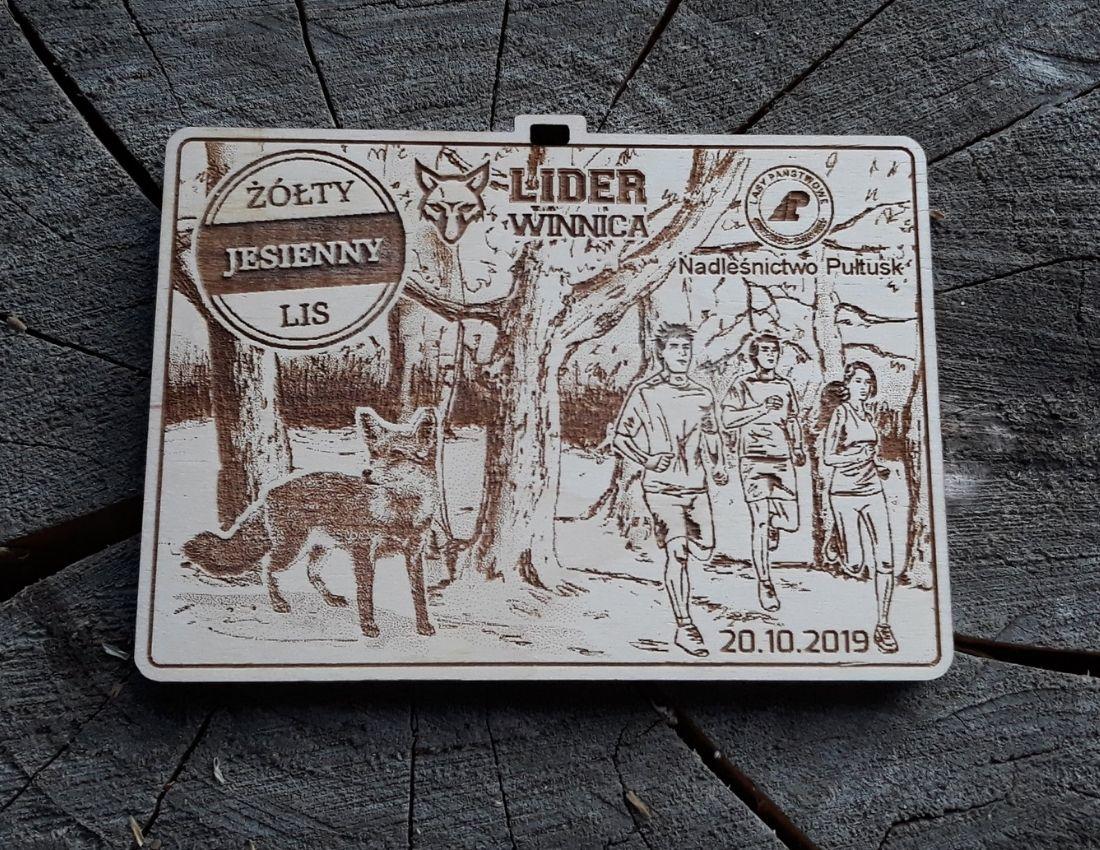 ŻÓŁTY
JESIENNY
LIS
LIDER
WINNICA
LASY PAŃSTWOWE
Nadleśnictwo Pułtusk
20.10.2019